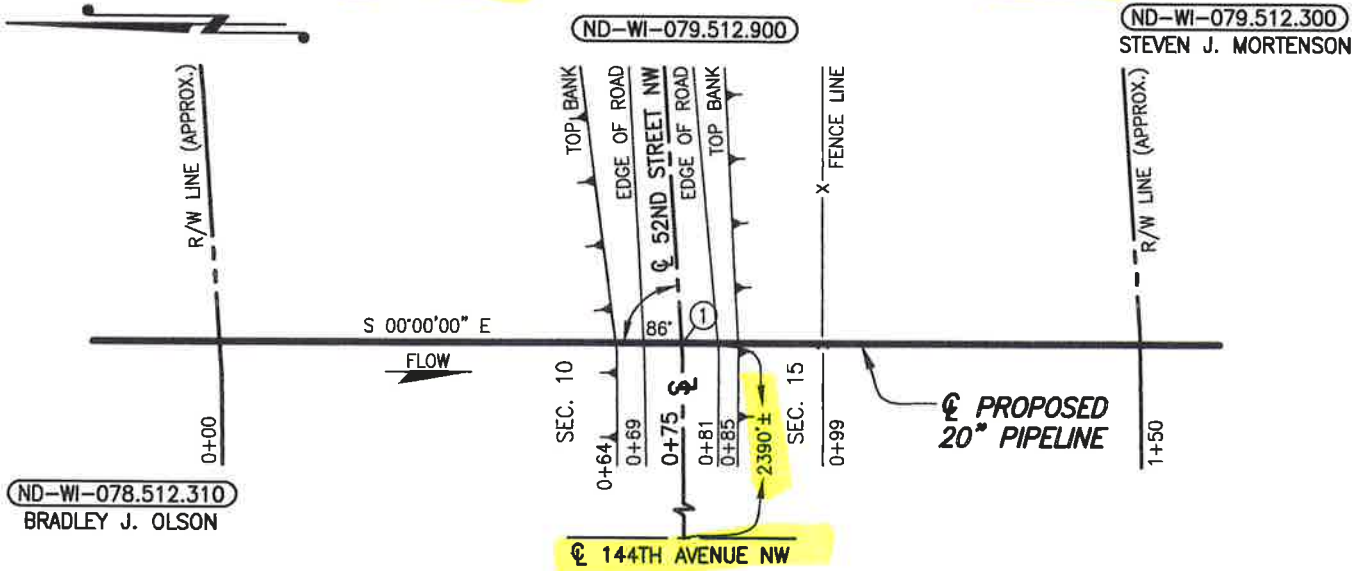 ND-WI-079.512.900
ND-WI-079.512.300
STEVEN J. MORTENSON
R/W LINE (APPROX.)
TOP BANK
EDGE OF ROAD
℄ 52ND STREET NW
EDGE OF ROAD
TOP BANK
X FENCE LINE
R/W LINE (APPROX.)
S 00°00'00" E
86°
1
FLOW
SEC. 10
SEC. 15
0+00
0+64
0+69
0+75
0+81
0+85
2390'±
0+99
1+50
℄ PROPOSED
20" PIPELINE
ND-WI-078.512.310
BRADLEY J. OLSON
℄ 144TH AVENUE NW